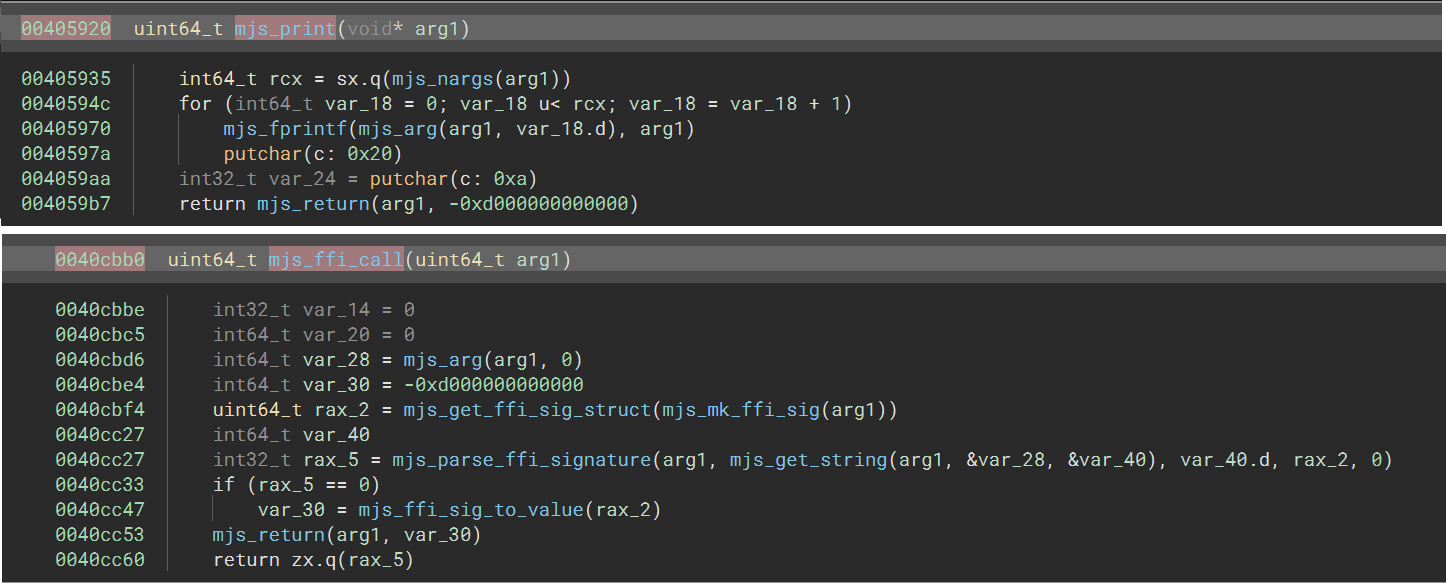 00405920 uint64_t mjs_print(void* arg1)
00405935 int64_t rcx = sx.q(mjs_nargs(arg1))
0040594c for (int64_t var_18 = 0; var_18 u< rcx; var_18 = var_18 + 1)
00405970 mjs_fprintf(mjs_arg(arg1, var_18.d), arg1)
0040597a putchar(c: 0x20)
004059aa int32_t var_24 = putchar(c: 0xa)
004059b7 return mjs_return(arg1, -0xd000000000000)
0040cbb0 uint64_t mjs_ffi_call(uint64_t arg1)
0040cbbe int32_t var_14 = 0
0040cbc5 int64_t var_20 = 0
0040cbd6 int64_t var_28 = mjs_arg(arg1, 0)
0040cbe4 int64_t var_30 = -0xd000000000000
0040cbf4 uint64_t rax_2 = mjs_get_ffi_sig_struct(mjs_mk_ffi_sig(arg1))
0040cc27 int64_t var_40
0040cc27 int32_t rax_5 = mjs_parse_ffi_signature(arg1, mjs_get_string(arg1, &var_28, &var_40), var_40.d, rax_2, 0)
0040cc33 if (rax_5 == 0)
0040cc47 var_30 = mjs_ffi_sig_to_value(rax_2)
0040cc53 mjs_return(arg1, var_30)
0040cc60 return zx.q(rax_5)